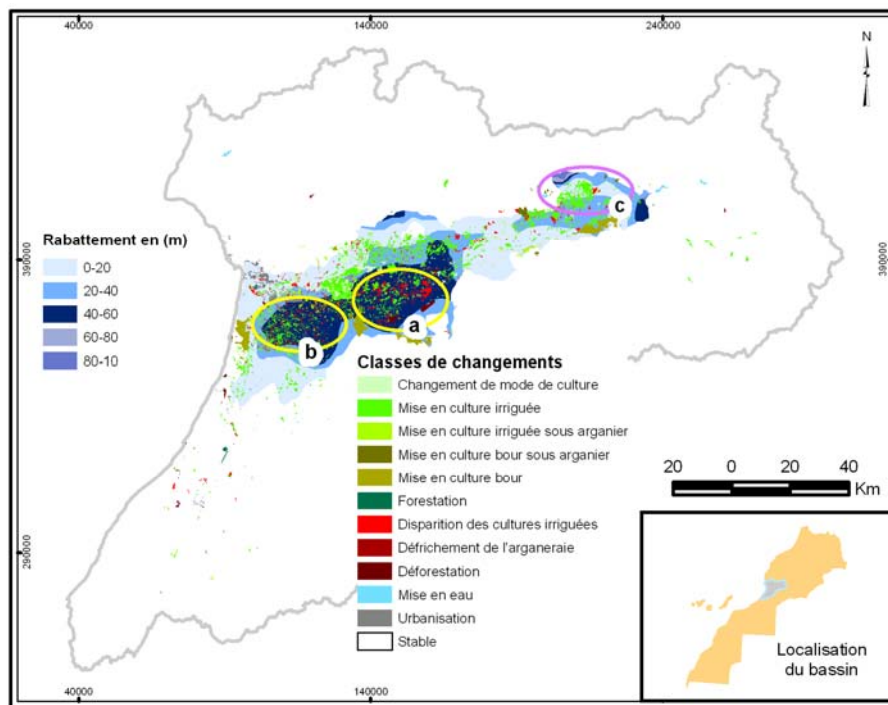 40000
140000
240000
N
390000
390000
Rabattement en (m)
0-20
20-40
40-60
60-80
80-10
c
a
b
Classes de changements
Changement de mode de culture
Mise en culture irriguée
Mise en culture irriguée sous arganier
Mise en culture bour sous arganier
Mise en culture bour
Forestation
Disparition des cultures irriguées
Défrichement de l'arganeraie
Déforestation
Mise en eau
Urbanisation
Stable
20 0 20 40
Km
290000
Localisation
du bassin
40000
140000